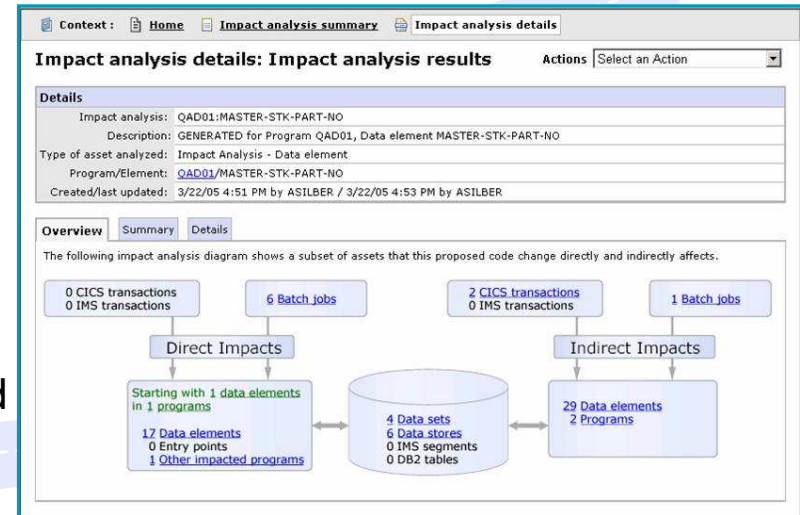 Context : Home Impact analysis summary Impact analysis details
Impact analysis details: Impact analysis results Actions Select an Action
Details
Impact analysis: QAD01:MASTER-STK-PART-NO
Description: GENERATED for Program QAD01, Data element MASTER-STK-PART-NO
Type of asset analyzed: Impact Analysis - Data element
Program/Element: QAD01/MASTER-STK-PART-NO
Created/last updated: 3/22/05 4:51 PM by ASILBER / 3/22/05 4:53 PM by ASILBER
Overview Summary Details
The following impact analysis diagram shows a subset of assets that this proposed code change directly and indirectly affects.
0 CICS transactions
0 IMS transactions
6 Batch jobs
2 CICS transactions
0 IMS transactions
1 Batch jobs
Direct Impacts
Indirect Impacts
Starting with 1 data elements
in 1 programs
17 Data elements
0 Entry points
1 Other impacted programs
4 Data sets
6 Data stores
0 IMS segments
0 DB2 tables
29 Data elements
2 Programs
d